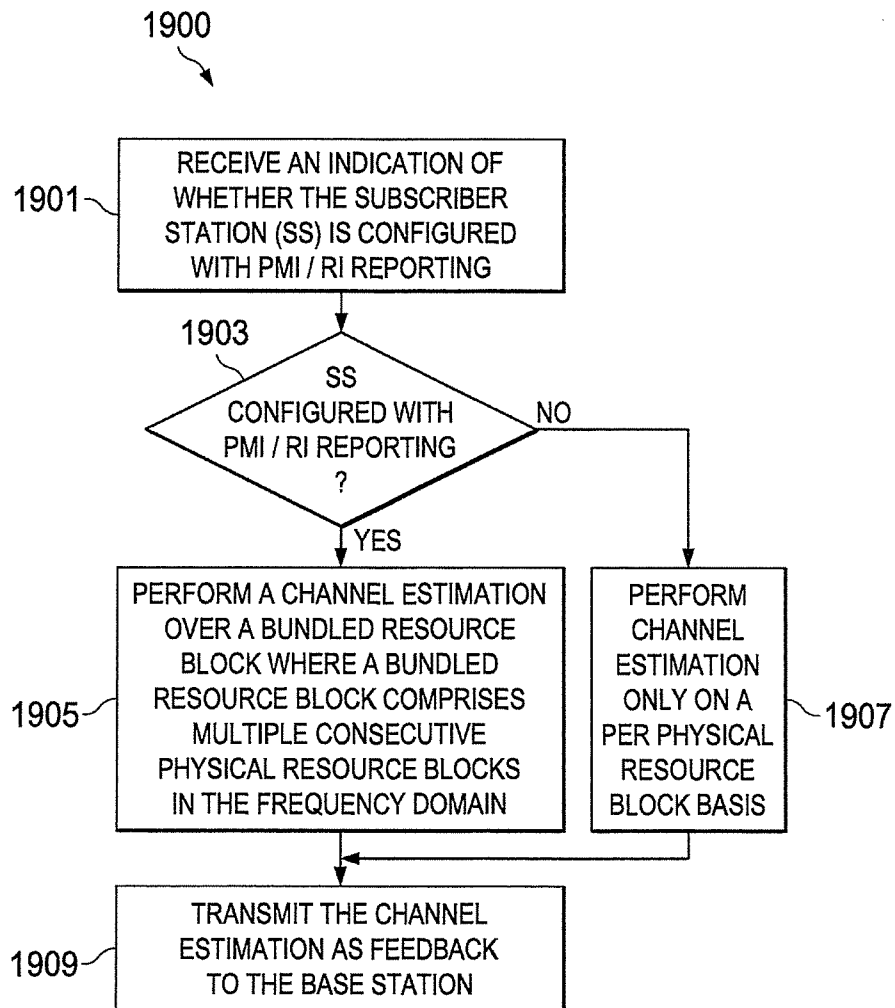 1900
1901
RECEIVE AN INDICATION OF
WHETHER THE SUBSCRIBER
STATION (SS) IS CONFIGURED
WITH PMI / RI REPORTING
1903
SS
CONFIGURED WITH
PMI / RI REPORTING
?
NO
YES
1905
PERFORM A CHANNEL ESTIMATION
OVER A BUNDLED RESOURCE
BLOCK WHERE A BUNDLED
RESOURCE BLOCK COMPRISES
MULTIPLE CONSECUTIVE
PHYSICAL RESOURCE BLOCKS
IN THE FREQUENCY DOMAIN
PERFORM
CHANNEL
ESTIMATION
ONLY ON A
PER PHYSICAL
RESOURCE
BLOCK BASIS
1907
1909
TRANSMIT THE CHANNEL
ESTIMATION AS FEEDBACK
TO THE BASE STATION